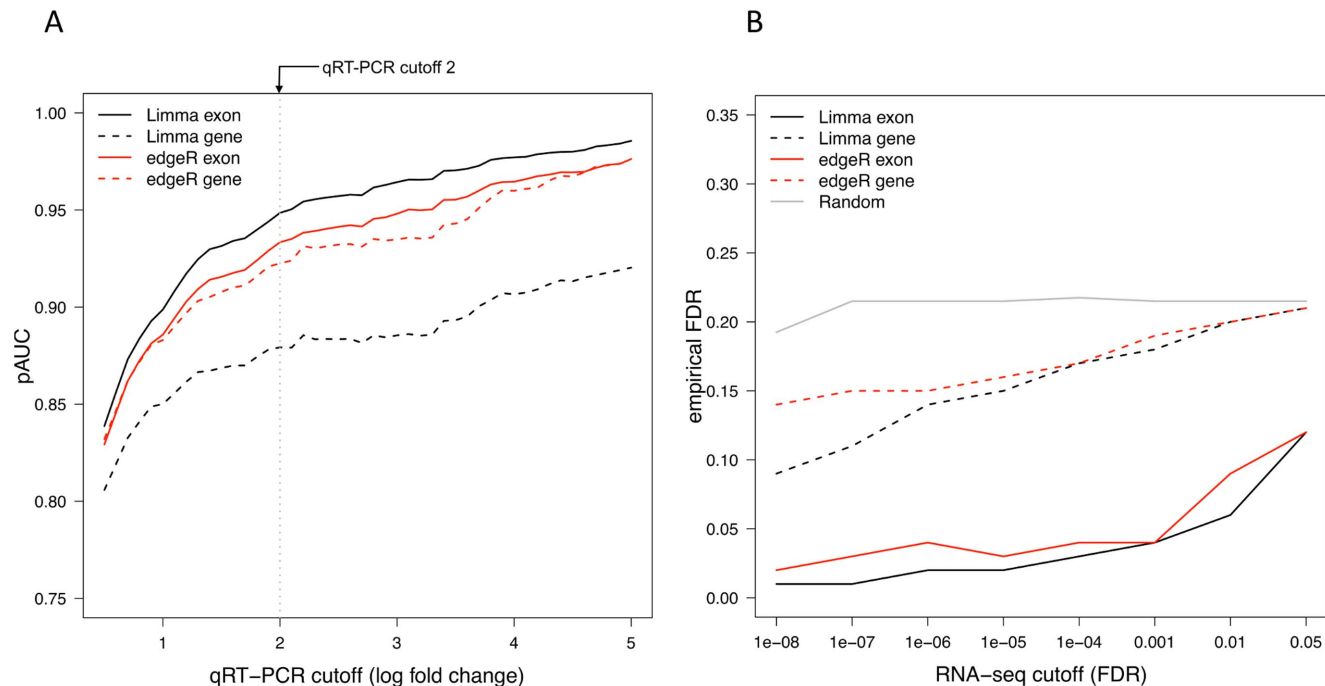 A
qRT-PCR cutoff 2
Limma exon
Limma gene
edgeR exon
edgeR gene
1.00
0.95
0.90
0.85
0.80
0.75
pAUC
1 2 3 4 5
qRT-PCR cutoff (log fold change)
B
Limma exon
Limma gene
edgeR exon
edgeR gene
Random
0.35
0.30
0.25
0.20
0.15
0.10
0.05
0.00
empirical FDR
1e-08 1e-07 1e-06 1e-05 1e-04 0.001 0.01 0.05
RNA-seq cutoff (FDR)